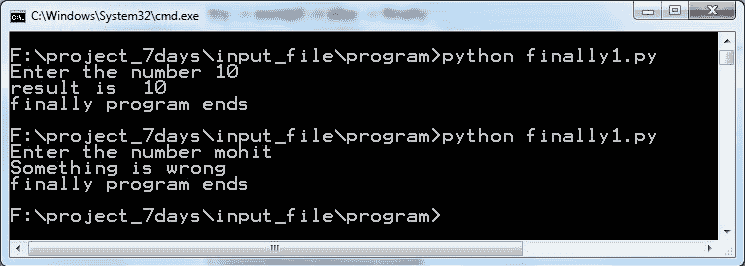 C:\Windows\System32\cmd.exe
F:\project_7days\input_file\program>python finally1.py
Enter the number 10
result is  10
finally program ends
F:\project_7days\input_file\program>python finally1.py
Enter the number mohit
Something is wrong
finally program ends
F:\project_7days\input_file\program>